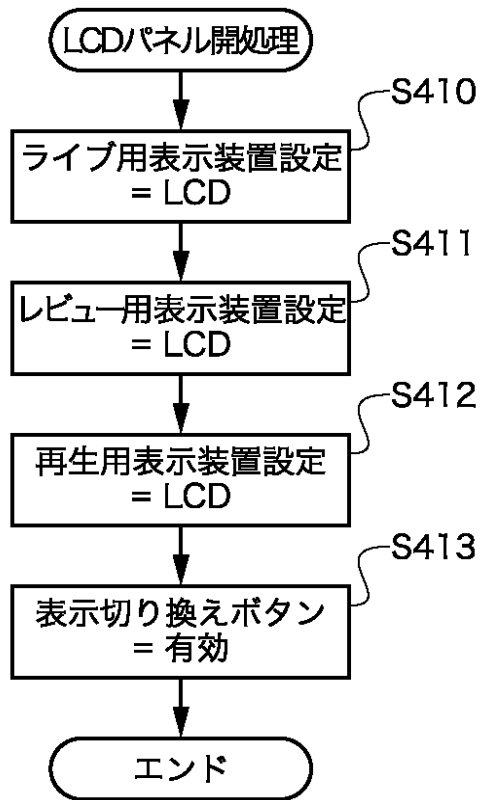 LCDパネル開処理
S410
ライブ用表示装置設定
= LCD
S411
レビュー用表示装置設定
= LCD
S412
再生用表示装置設定
= LCD
S413
表示切り換えボタン
= 有効
エンド